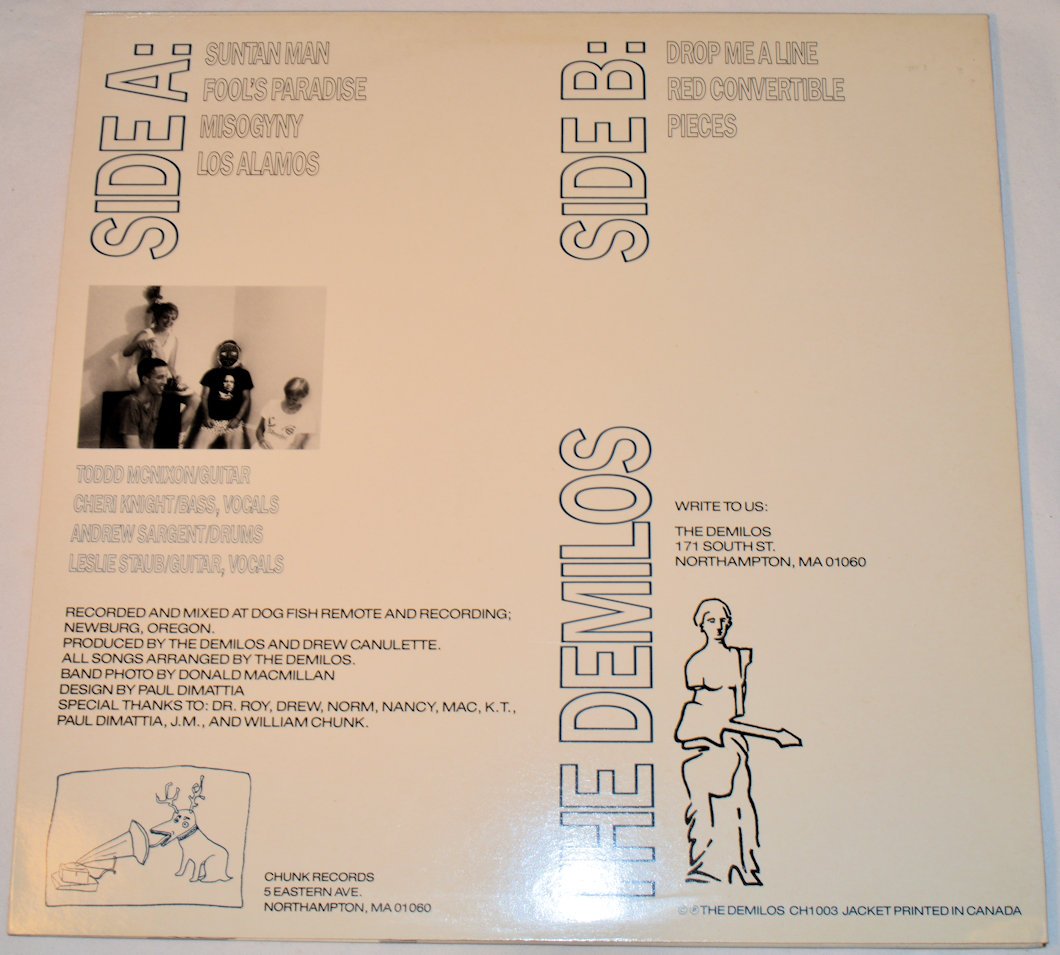 SIDE A:
SUNTAN MAN
FOOL'S PARADISE
MISOGYNY
LOS ALAMOS
SIDE B:
DROP ME A LINE
RED CONVERTIBLE
PIECES
TODDD MCNIXON/GUITAR
CHERI KNIGHT/BASS, VOCALS
ANDREW SARGENT/DRUMS
LESLIE STAUB/GUITAR, VOCALS
RECORDED AND MIXED AT DOG FISH REMOTE AND RECORDING;
NEWBURG, OREGON.
PRODUCED BY THE DEMILOS AND DREW CANULETTE.
ALL SONGS ARRANGED BY THE DEMILOS.
BAND PHOTO BY DONALD MACMILLAN
DESIGN BY PAUL DIMATTIA
SPECIAL THANKS TO: DR. ROY, DREW, NORM, NANCY, MAC, K.T.,
PAUL DIMATTIA, J.M., AND WILLIAM CHUNK.
CHUNK RECORDS
5 EASTERN AVE.
NORTHAMPTON, MA 01060
THE DEMILOS
WRITE TO US:
THE DEMILOS
171 SOUTH ST.
NORTHAMPTON, MA 01060
© ℗ THE DEMILOS CH1003 JACKET PRINTED IN CANADA